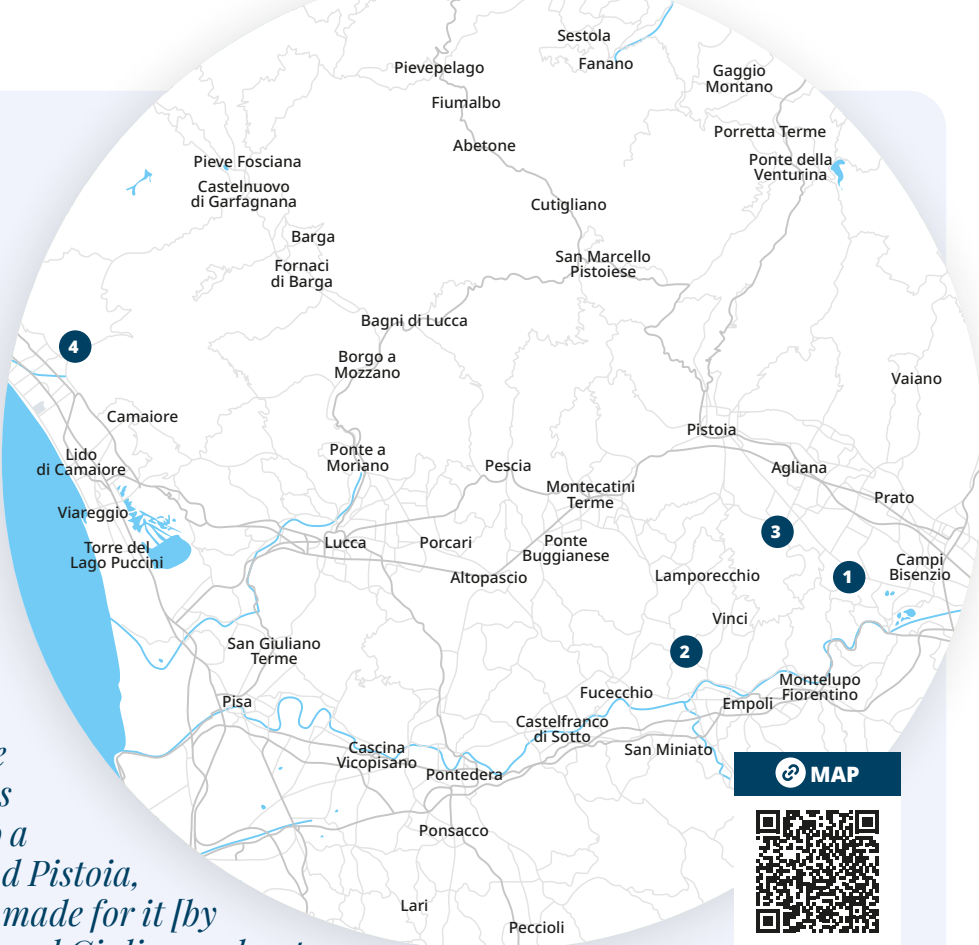 Sestola
Fanano
Pievepelago
Gaggio
Montano
Fiumalbo
Porretta Terme
Abetone
Ponte della
Venturina
Pieve Fosciana
Castelnuovo
di Garfagnana
Cutigliano
Barga
San Marcello
Pistoiese
Fornaci
di Barga
Bagni di Lucca
4
Borgo a
Mozzano
Vaiano
Camaiore
Pistoia
Lido
di Camaiore
Ponte a
Moriano
Pescia
Agliana
Montecatini
Terme
Prato
Viareggio
3
Torre del
Lago Puccini
Lucca
Porcari
Ponte
Buggianese
Campi
Bisenzio
Altopascio
Lamporecchio
1
Vinci
San Giuliano
Terme
2
Montelupo
Fiorentino
Fucecchio
Empoli
Pisa
Castelfranco
di Sotto
San Miniato
Cascina
Vicopisano
Pontedera
MAP
Ponsacco
Lari
Peccioli
e
s
a
d Pistoia,
made for it [by